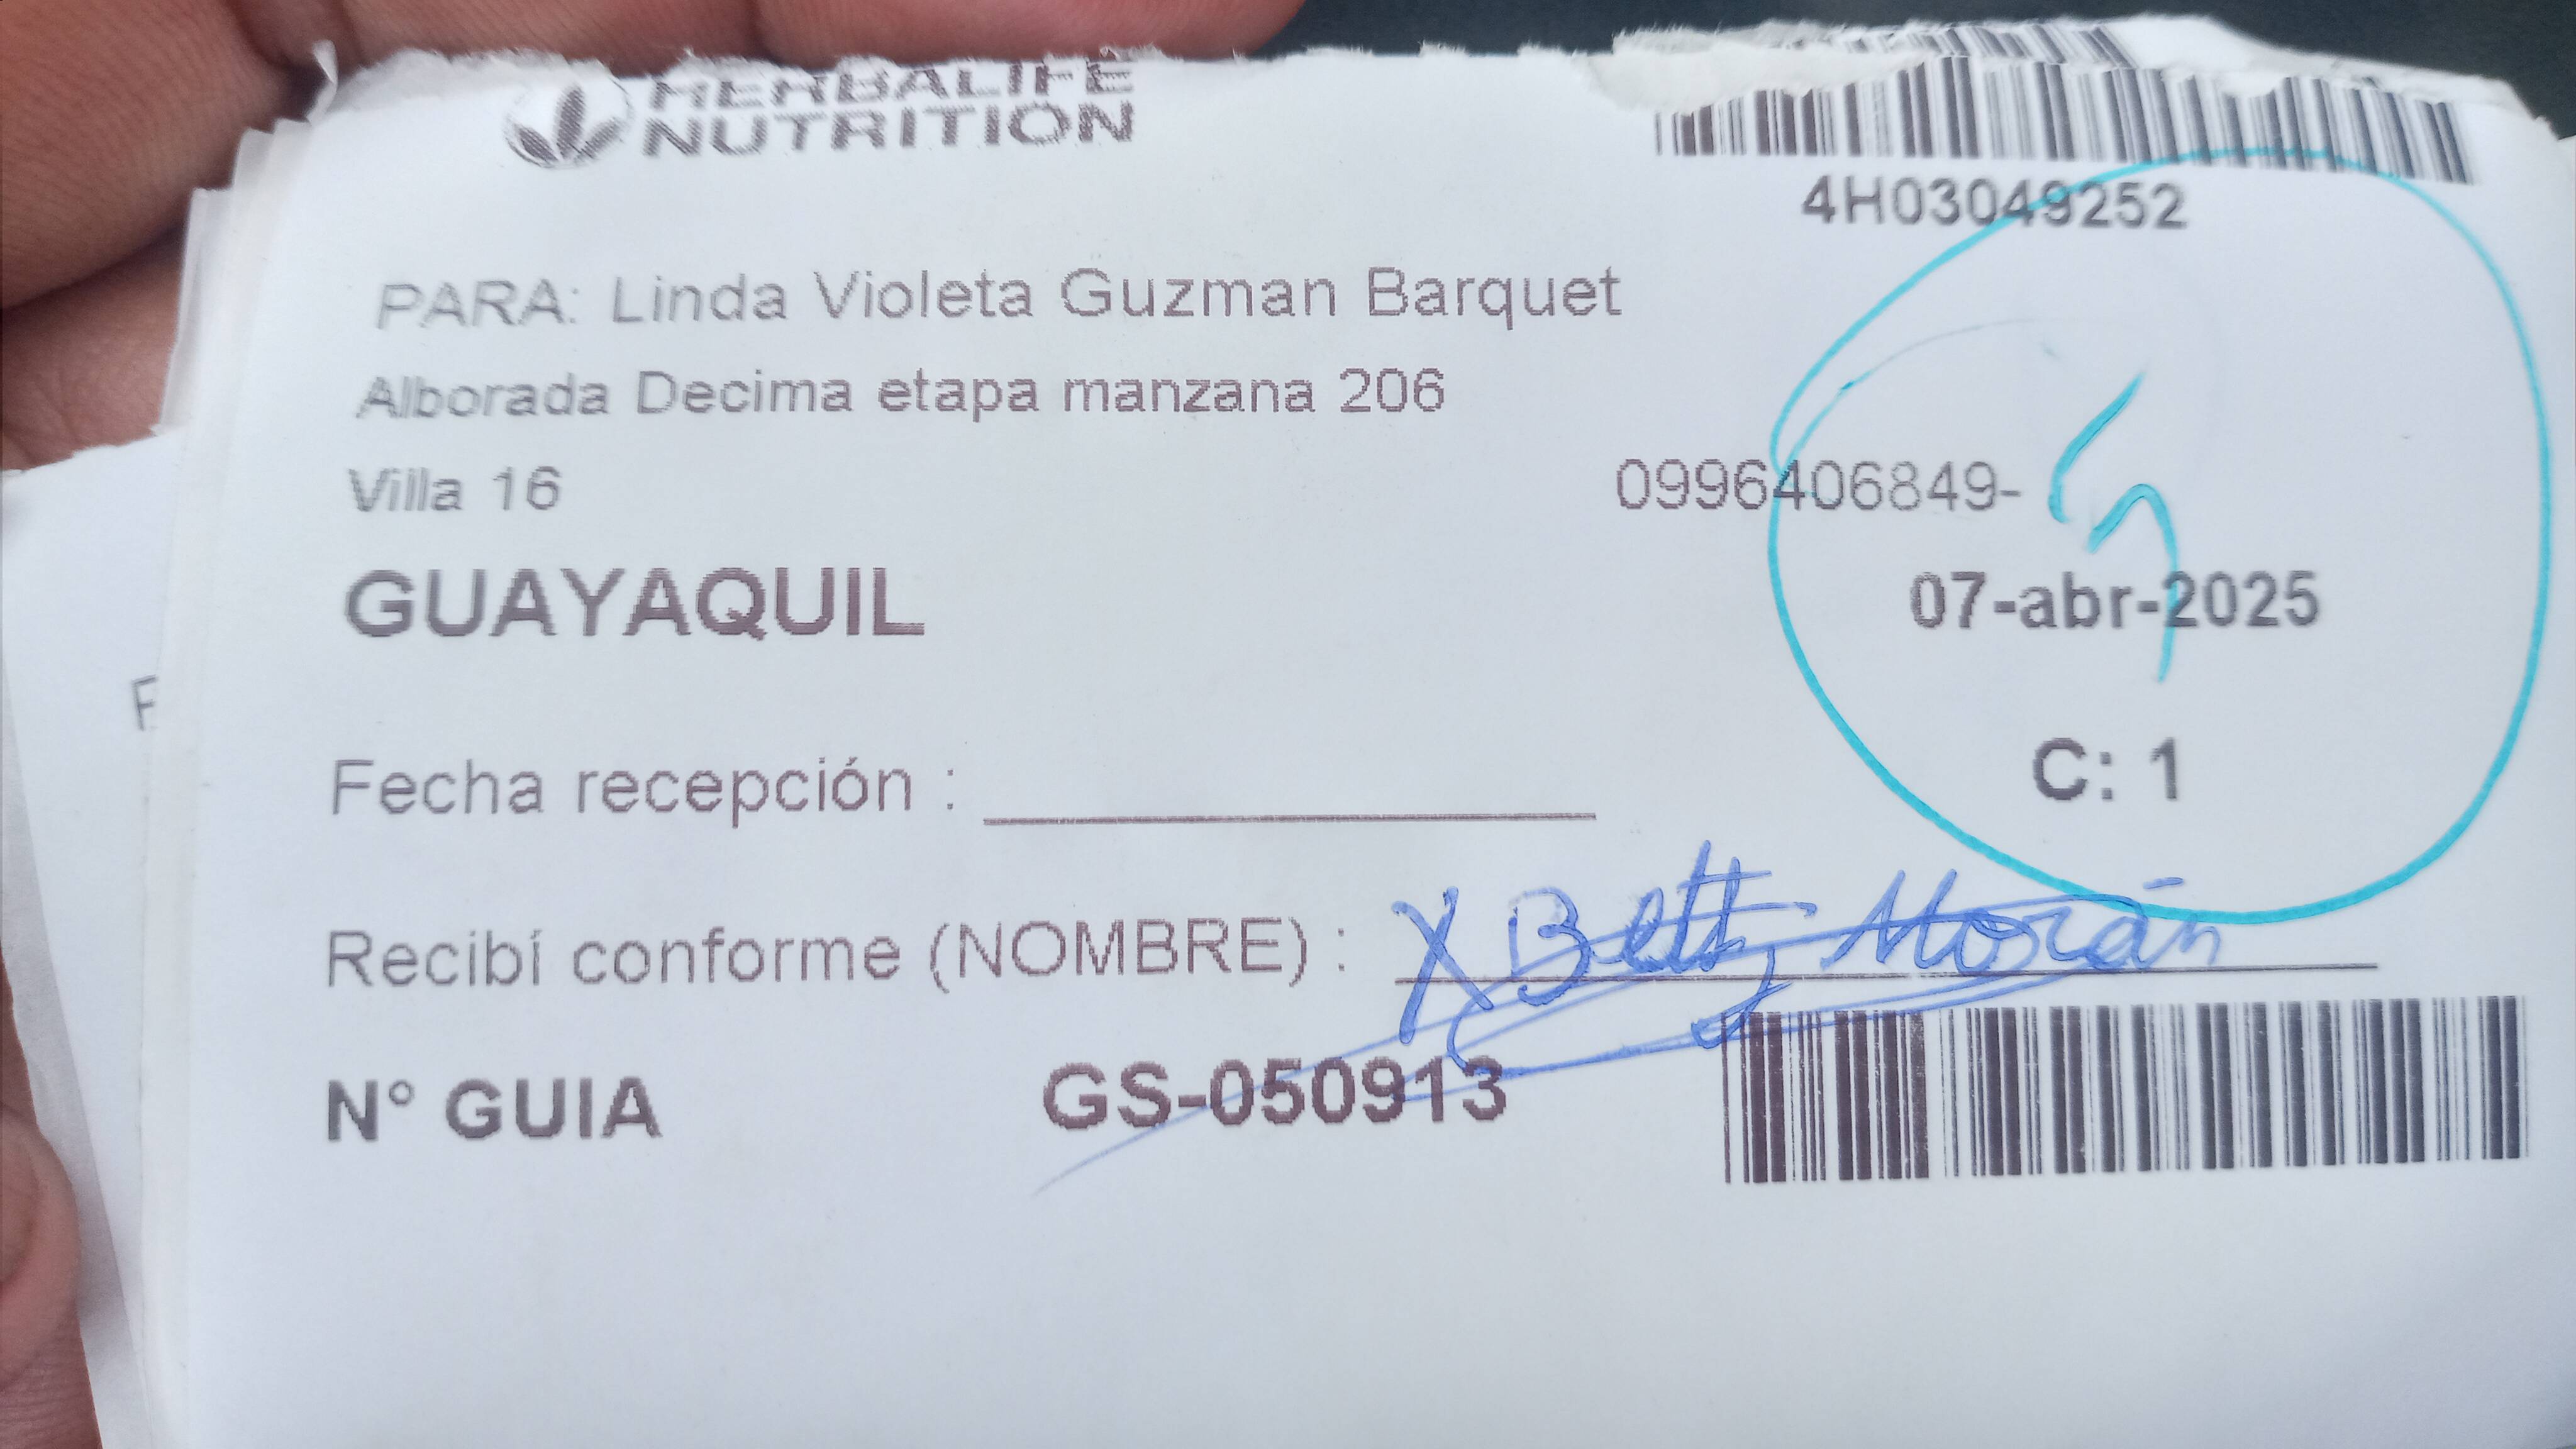 HERBALIFE
NUTRITION
4H03049252
PARA: Linda Violeta Guzman Barquet
Alborada Decima etapa manzana 206
Villa 16
0996406849-
GUAYAQUIL
07-abr-2025
C: 1
Fecha recepción :
Recibí conforme (NOMBRE) : X Betty Morán
N° GUIA GS-050913
F